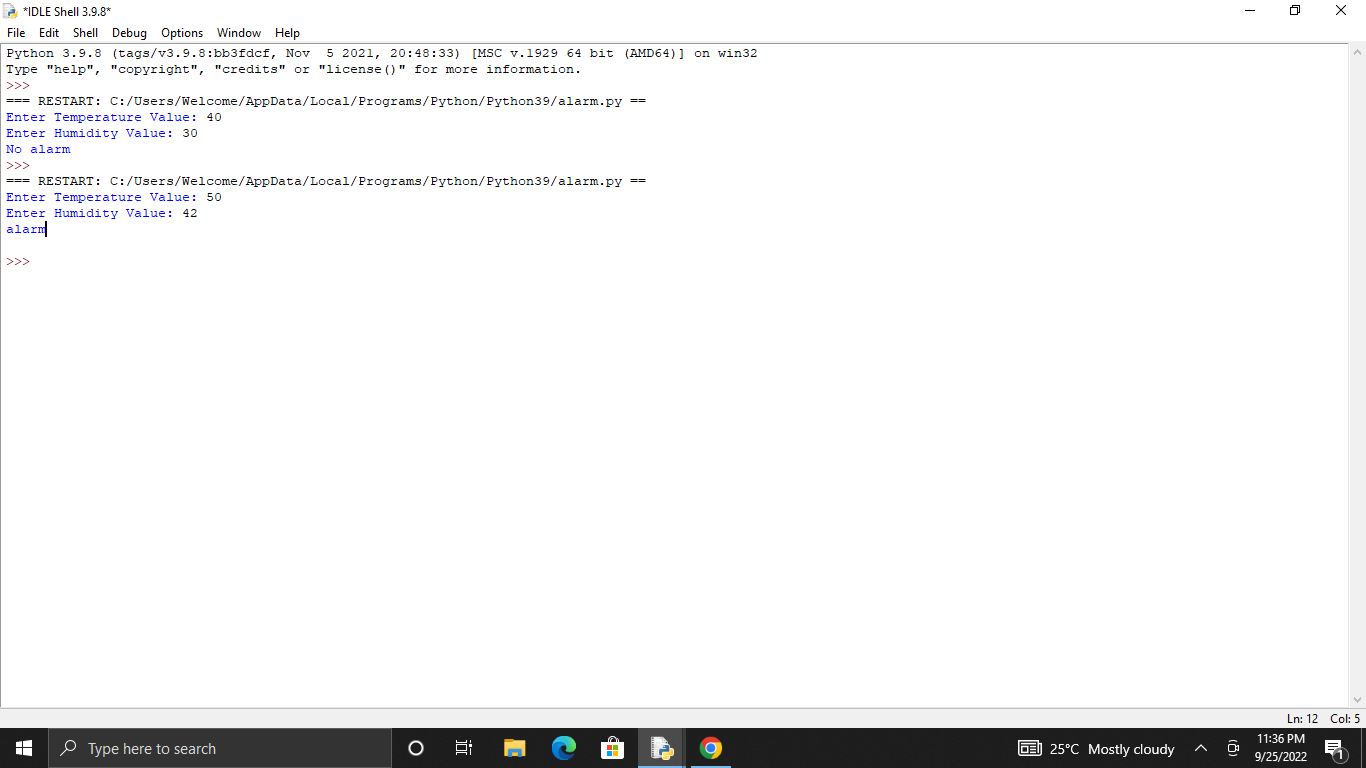 *IDLE Shell 3.9.8*
File Edit Shell Debug Options Window Help
Python 3.9.8 (tags/v3.9.8:bb3fdcf, Nov  5 2021, 20:48:33) [MSC v.1929 64 bit (AMD64)] on win32
Type "help", "copyright", "credits" or "license()" for more information.
>>>
=== RESTART: C:/Users/Welcome/AppData/Local/Programs/Python/Python39/alarm.py ==
Enter Temperature Value: 40
Enter Humidity Value: 30
No alarm
>>>
=== RESTART: C:/Users/Welcome/AppData/Local/Programs/Python/Python39/alarm.py ==
Enter Temperature Value: 50
Enter Humidity Value: 42
alarm
>>>
Ln: 12 Col: 5
Type here to search
25°C Mostly cloudy
11:36 PM
9/25/2022
1